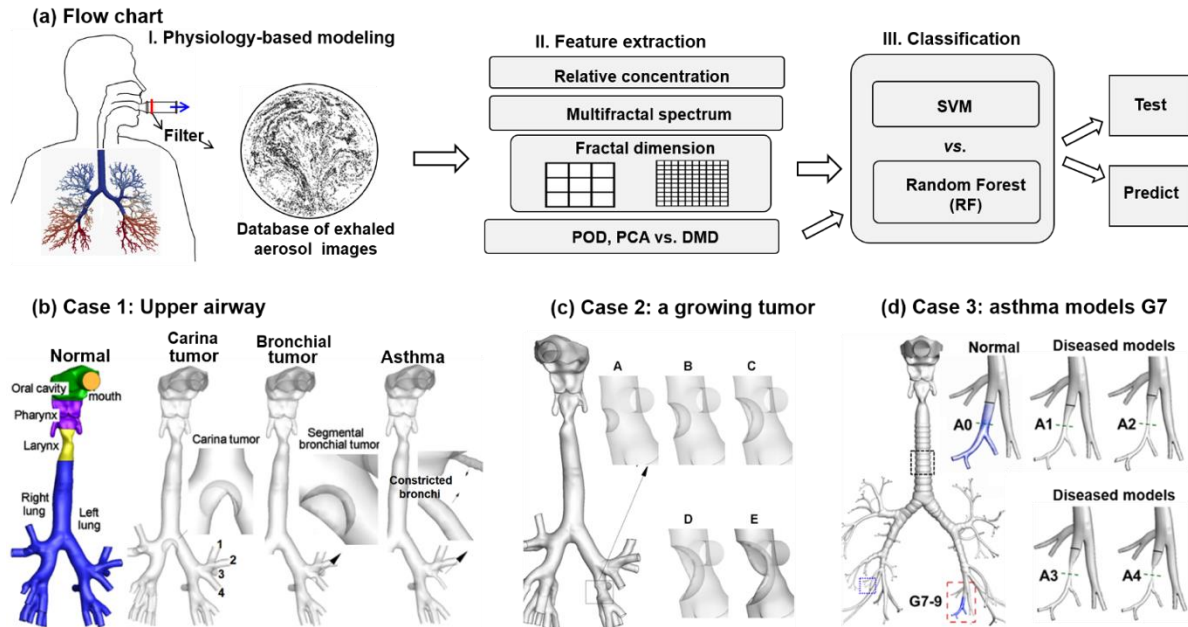 (a) Flow chart
I. Physiology-based modeling
Filter
Database of exhaled
aerosol images
II. Feature extraction
Relative concentration
Multifractal spectrum
Fractal dimension
POD, PCA vs. DMD
III. Classification
SVM
vs.
Random Forest
(RF)
Test
Predict
(b) Case 1: Upper airway
Normal
Oral cavity
mouth
Pharynx
Larynx
Right
lung
Left
lung
Carina
tumor
Carina tumor
1
2
3
4
Bronchial
tumor
Segmental
bronchial tumor
Asthma
Constricted
bronchi
(c) Case 2: a growing tumor
A
B
C
D
E
(d) Case 3: asthma models G7
Normal
Diseased models
A0
A1
A2
Diseased models
A3
A4
G7-9